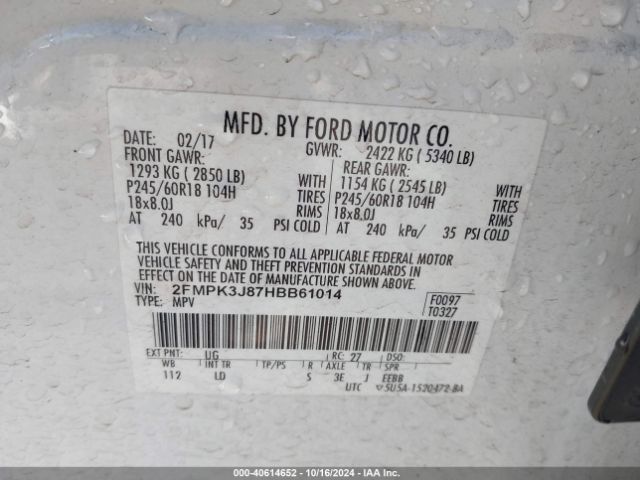 MFD. BY FORD MOTOR CO.
DATE: 02/17 GVWR: 2422 KG ( 5340 LB)
FRONT GAWR: REAR GAWR:
1293 KG ( 2850 LB) WITH 1154 KG ( 2545 LB) WITH
P245/60R18 104H TIRES P245/60R18 104H TIRES
18x8.0J RIMS 18x8.0J RIMS
AT 240 kPa/ 35 PSI COLD AT 240 kPa/ 35 PSI COLD
THIS VEHICLE CONFORMS TO ALL APPLICABLE FEDERAL MOTOR
VEHICLE SAFETY AND THEFT PREVENTION STANDARDS IN
EFFECT ON THE DATE OF MANUFACTURE SHOWN ABOVE.
VIN: 2FMPK3J87HBB61014 F0097
TYPE: MPV T0327
EXT PNT: UG RC: 27 DSO:
WB INT TR TP/PS R AXLE TR SPR
112 LD S 3E J EEBB
UTC 5U5A-1520472-BA
© - 40614652 - 10/16/2024 - IAA Inc.